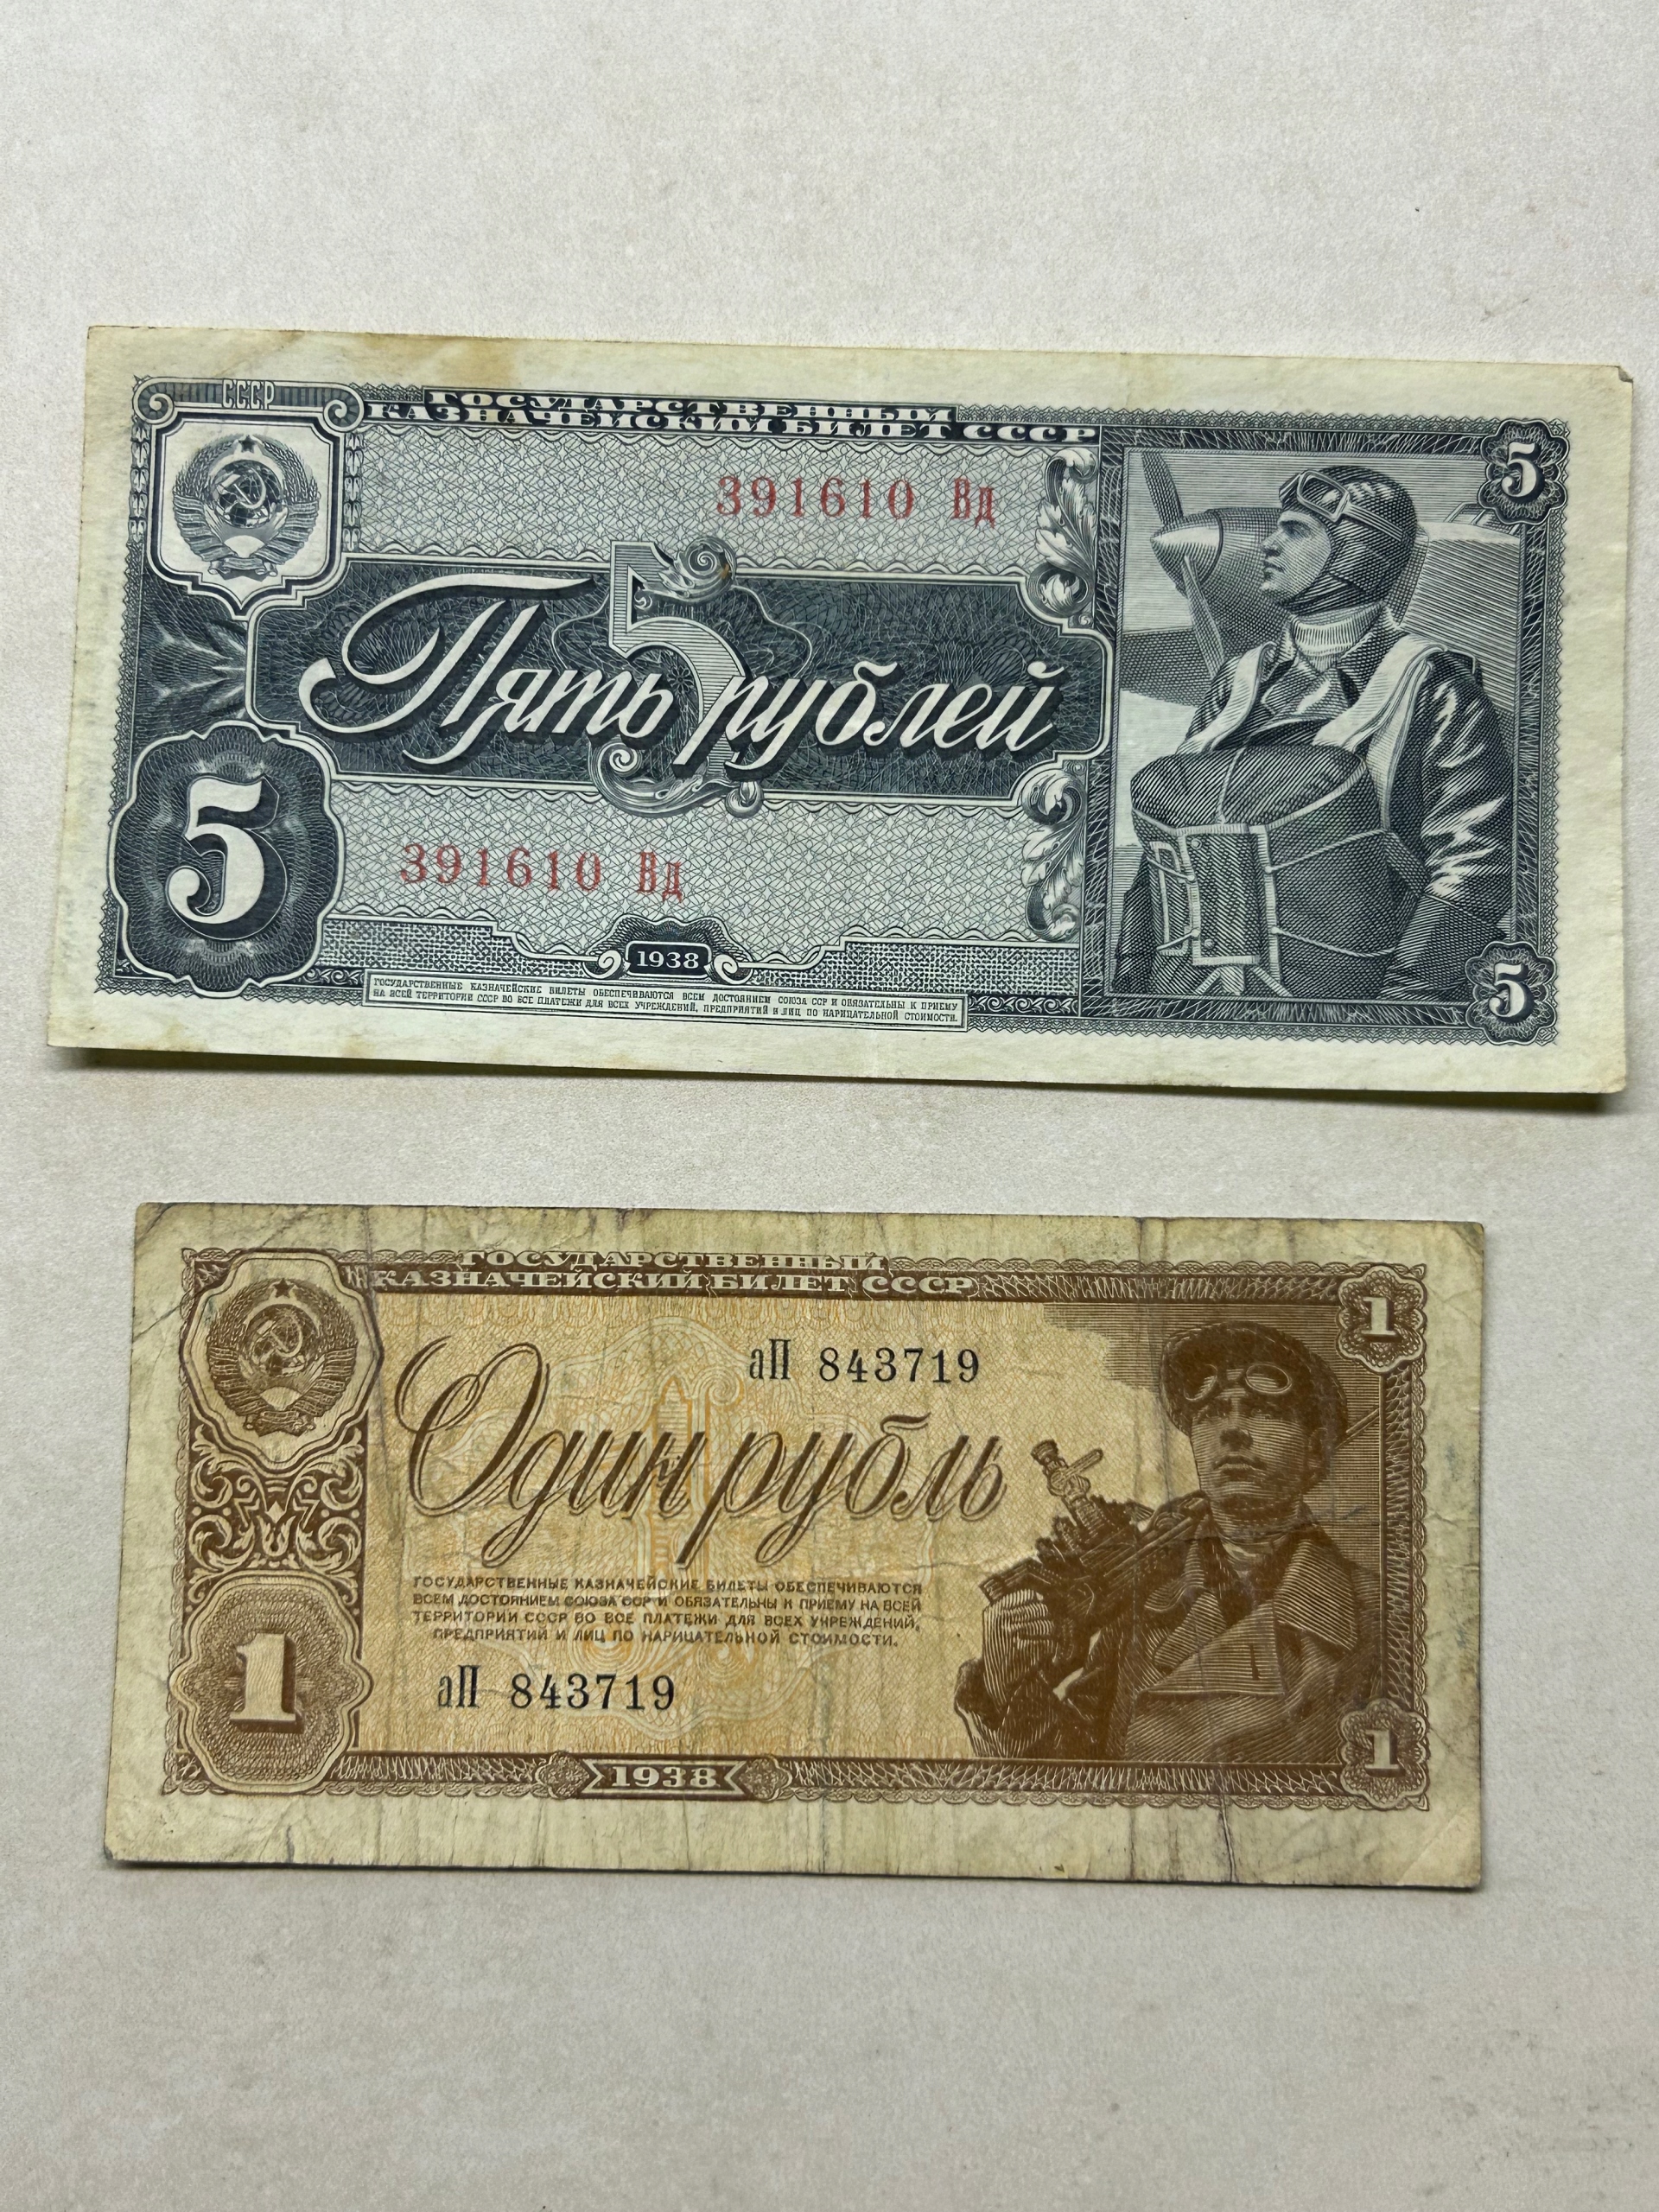 СССР
ГОСУДАРСТВЕННЫЙ
КАЗНАЧЕЙСКИЙ БИЛЕТ СССР
5
391610 Вд
5
Пять рублей
5
391610 Вд
1938
ГОСУДАРСТВЕННЫЕ КАЗНАЧЕЙСКИЕ БИЛЕТЫ ОБЕСПЕЧИВАЮТСЯ ВСЕМ ДОСТОЯНИЕМ СОЮЗА ССР И ОБЯЗАТЕЛЬНЫ К ПРИЕМУ
НА ВСЕЙ ТЕРРИТОРИИ СССР ВО ВСЕ ПЛАТЕЖИ ДЛЯ ВСЕХ УЧРЕЖДЕНИЙ, ПРЕДПРИЯТИЙ И ЛИЦ ПО НАРИЦАТЕЛЬНОЙ СТОИМОСТИ.
5
ГОСУДАРСТВЕННЫЙ
КАЗНАЧЕЙСКИЙ БИЛЕТ СССР
1
аП 843719
Один рубль
ГОСУДАРСТВЕННЫЕ КАЗНАЧЕЙСКИЕ БИЛЕТЫ ОБЕСПЕЧИВАЮТСЯ
ВСЕМ ДОСТОЯНИЕМ СОЮЗА ССР И ОБЯЗАТЕЛЬНЫ К ПРИЕМУ НА ВСЕЙ
ТЕРРИТОРИИ СССР ВО ВСЕ ПЛАТЕЖИ ДЛЯ ВСЕХ УЧРЕЖДЕНИЙ,
ПРЕДПРИЯТИЙ И ЛИЦ ПО НАРИЦАТЕЛЬНОЙ СТОИМОСТИ.
1
аП 843719
1
1938